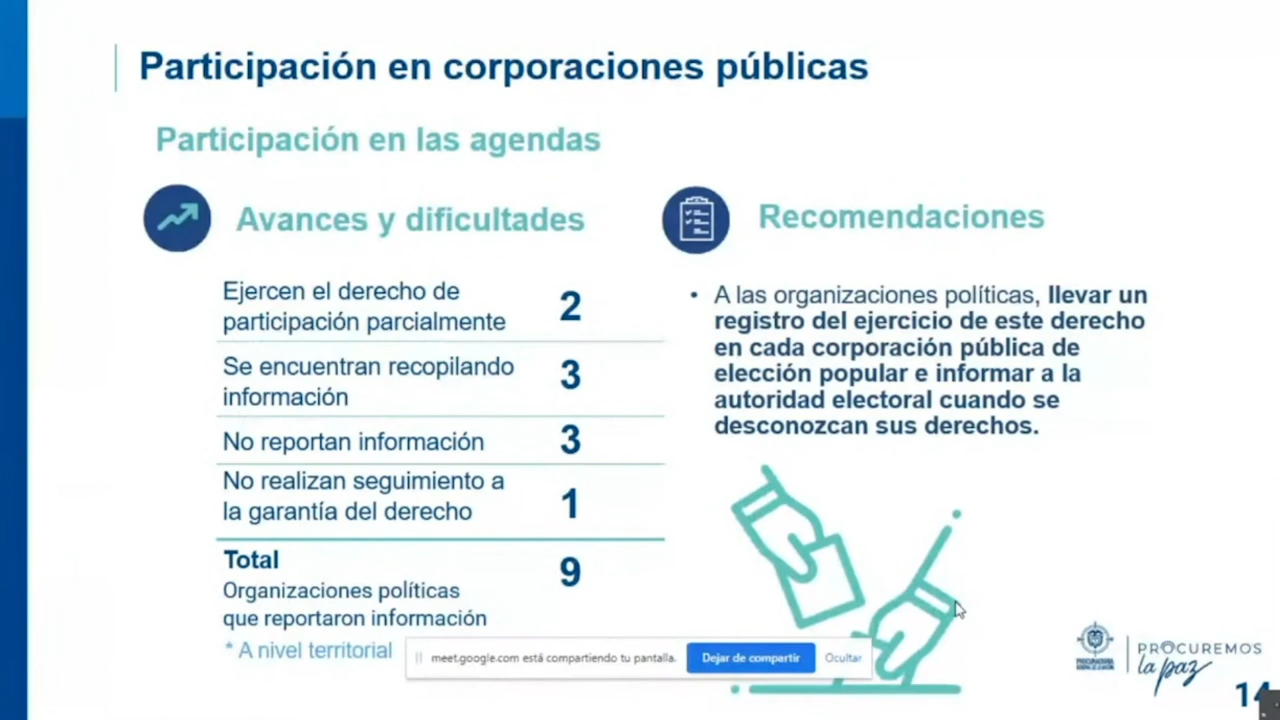 Participación en corporaciones públicas
Participación en las agendas
Avances y dificultades
Ejercen el derecho de
participación parcialmente
2
Se encuentran recopilando
información
3
No reportan información
3
No realizan seguimiento a
la garantía del derecho
1
Total
9
Organizaciones políticas
que reportaron información
* A nivel territorial
Recomendaciones
• A las organizaciones políticas, llevar un
registro del ejercicio de este derecho
en cada corporación pública de
elección popular e informar a la
autoridad electoral cuando se
desconozcan sus derechos.
meet.google.com está compartiendo tu pantalla.
Dejar de compartir
Ocultar
PROCUREMOS
la paz
14